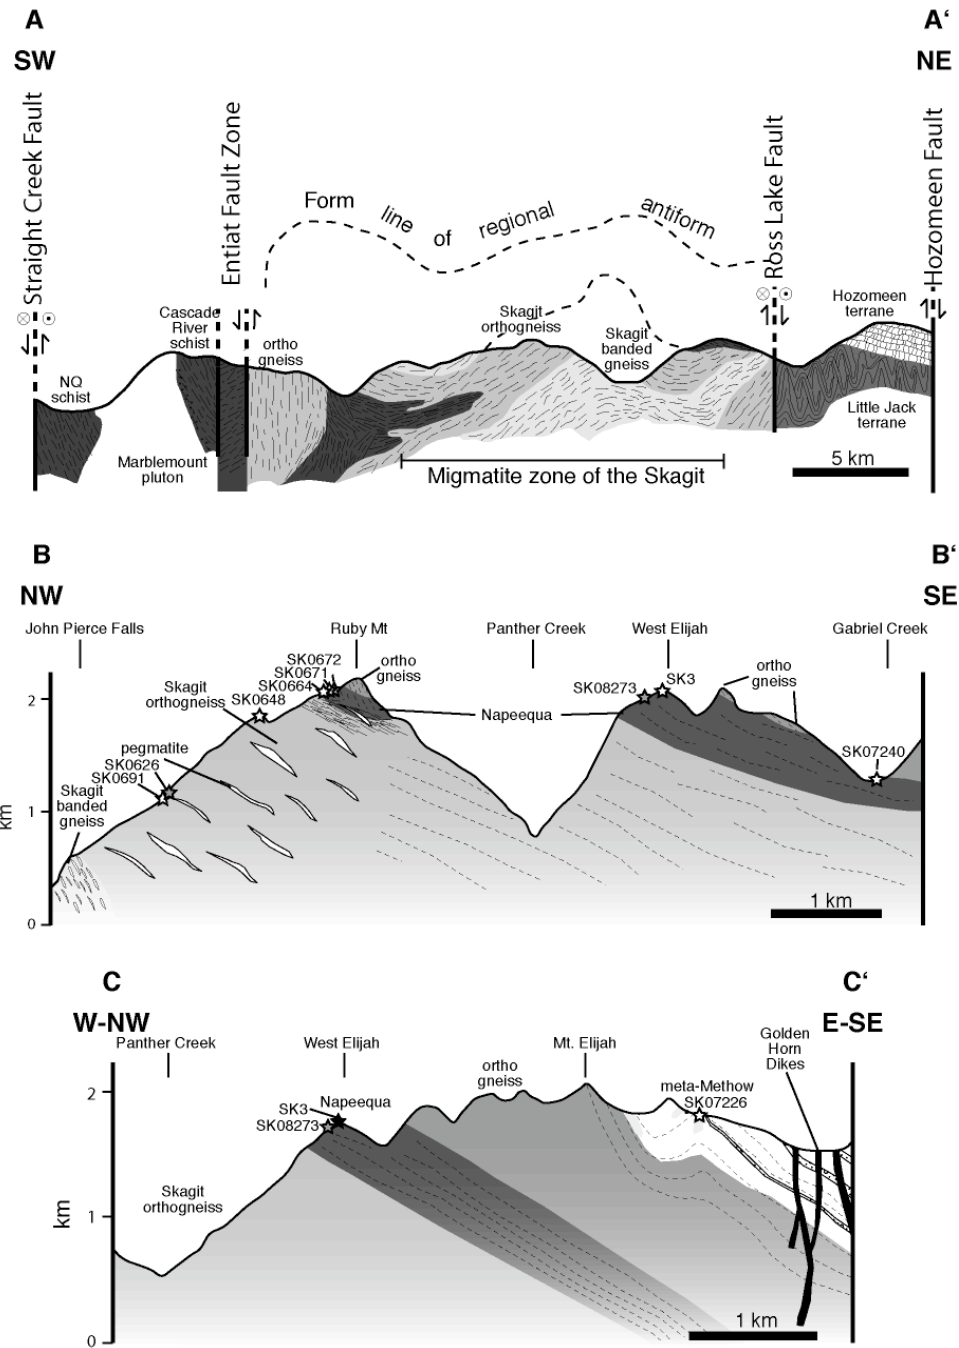 A
A‘
SW
NE
Straight Creek Fault
Entiat Fault Zone
Ross Lake Fault
Hozomeen Fault
Form line of regional antiform
Cascade
River
schist
ortho
gneiss
Skagit
orthogneiss
Skagit
banded
gneiss
Hozomeen
terrane
NQ
schist
Little Jack
terrane
Marblemount
pluton
Migmatite zone of the Skagit
5 km
B
B‘
NW
SE
John Pierce Falls
Ruby Mt
Panther Creek
West Elijah
Gabriel Creek
SK0672
SK0671
SK0664
SK0648
ortho
gneiss
Skagit
orthogneiss
SK08273
SK3
ortho
gneiss
Napeequa
pegmatite
SK0626
SK0691
SK07240
Skagit
banded
gneiss
2
1
0
km
1 km
C
C‘
W-NW
E-SE
Panther Creek
West Elijah
Mt. Elijah
Golden
Horn
Dikes
ortho
gneiss
meta-Methow
SK07226
SK3
Napeequa
SK08273
Skagit
orthogneiss
2
1
0
km
1 km